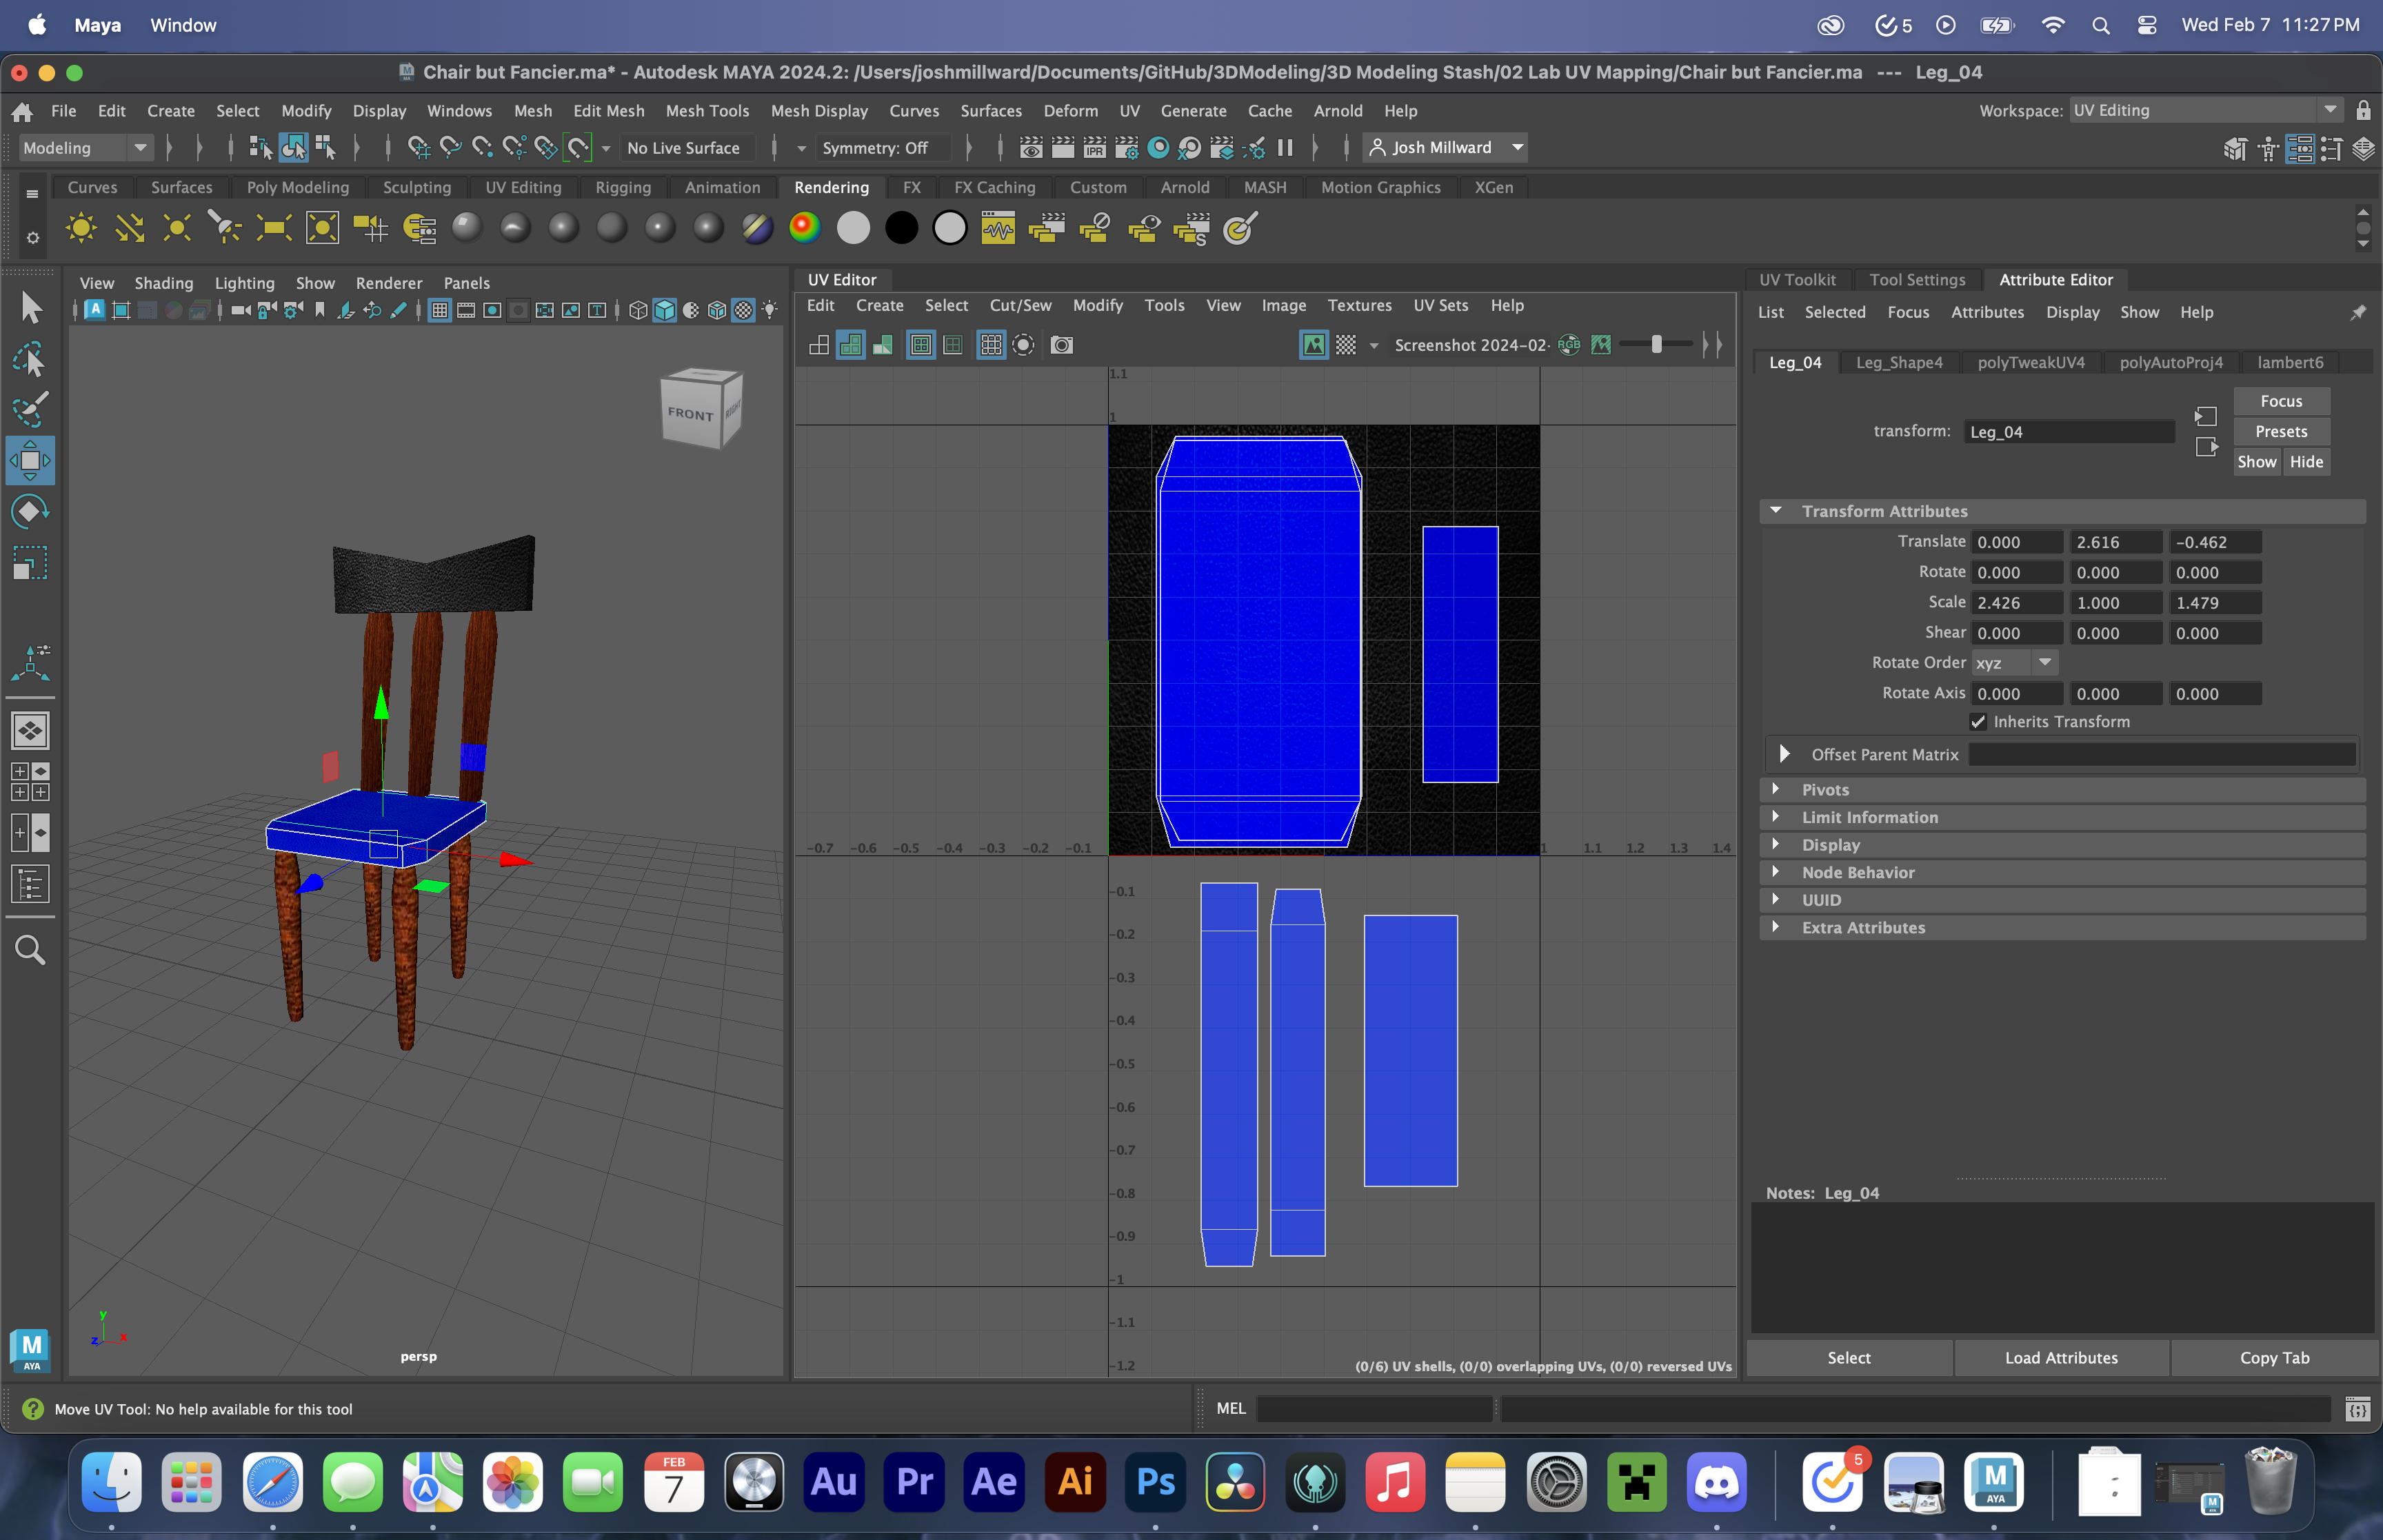 Maya Window
5 Wed Feb 7 11:27 PM
Chair but Fancier.ma* - Autodesk MAYA 2024.2: /Users/joshmillward/Documents/GitHub/3DModeling/3D Modeling Stash/02 Lab UV Mapping/Chair but Fancier.ma --- Leg_04
File Edit Create Select Modify Display Windows Mesh Edit Mesh Mesh Tools Mesh Display Curves Surfaces Deform UV Generate Cache Arnold Help
Workspace: UV Editing
Modeling
No Live Surface
Symmetry: Off
IPR
Josh Millward
Curves Surfaces Poly Modeling Sculpting UV Editing Rigging Animation Rendering FX FX Caching Custom Arnold MASH Motion Graphics XGen
S
View Shading Lighting Show Renderer Panels
FRONT
RIGHT
persp
y
z x
UV Editor
Edit Create Select Cut/Sew Modify Tools View Image Textures UV Sets Help
Screenshot 2024-02-
RGB
1.1
1
-0.7 -0.6 -0.5 -0.4 -0.3 -0.2 -0.1 1 1.1 1.2 1.3 1.4
-0.1
-0.2
-0.3
-0.4
-0.5
-0.6
-0.7
-0.8
-0.9
-1
-1.1
-1.2
(0/6) UV shells, (0/0) overlapping UVs, (0/0) reversed UVs
UV Toolkit Tool Settings Attribute Editor
List Selected Focus Attributes Display Show Help
Leg_04 Leg_Shape4 polyTweakUV4 polyAutoProj4 lambert6
Focus
transform: Leg_04
Presets
Show Hide
Transform Attributes
Translate 0.000 2.616 -0.462
Rotate 0.000 0.000 0.000
Scale 2.426 1.000 1.479
Shear 0.000 0.000 0.000
Rotate Order xyz
Rotate Axis 0.000 0.000 0.000
Inherits Transform
Offset Parent Matrix
Pivots
Limit Information
Display
Node Behavior
UUID
Extra Attributes
Notes: Leg_04
Select Load Attributes Copy Tab
M
AYA
Move UV Tool: No help available for this tool
MEL
FEB
7
Au Pr Ae Ai Ps
5
M
AYA